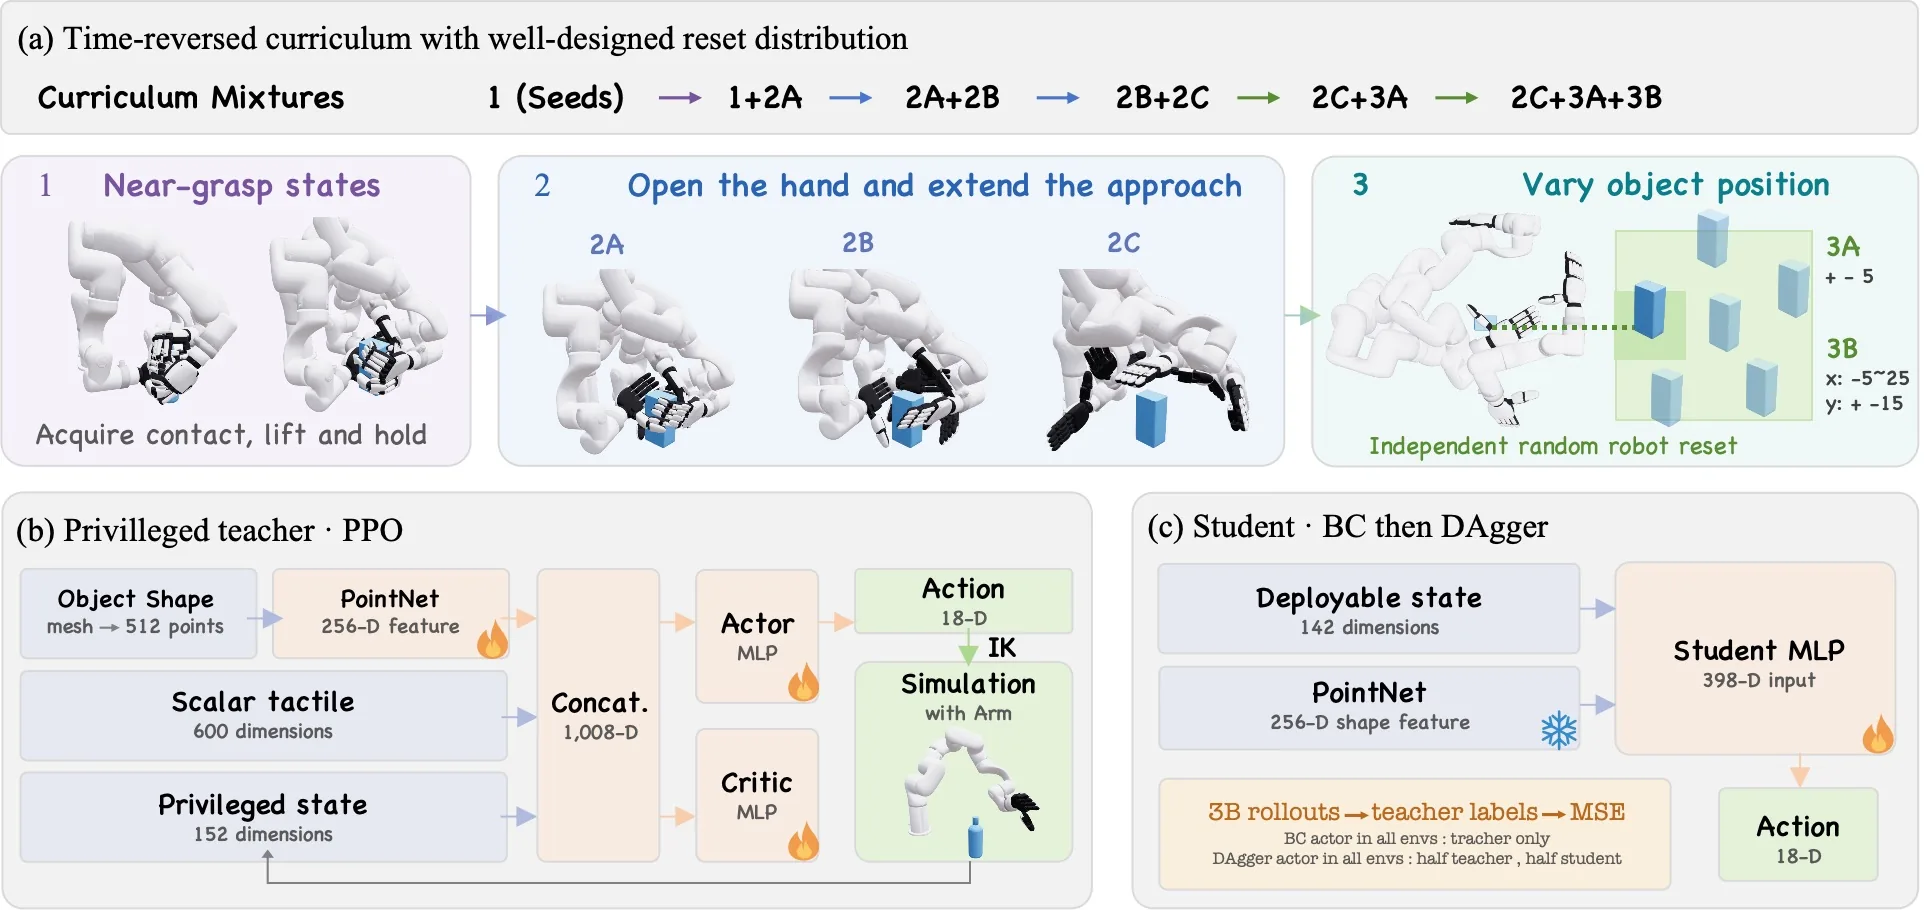 (a) Time-reversed curriculum with well-designed reset distribution
Curriculum Mixtures 1 (Seeds) → 1+2A → 2A+2B → 2B+2C → 2C+3A → 2C+3A+3B
1 Near-grasp states
Acquire contact, lift and hold
2 Open the hand and extend the approach
2A 2B 2C
3 Vary object position
3A
+ - 5
3B
x: -5~25
y: + -15
Independent random robot reset
(b) Privilleged teacher · PPO
Object Shape
mesh → 512 points
PointNet
256-D feature
Scalar tactile
600 dimensions
Privileged state
152 dimensions
Concat.
1,008-D
Actor
MLP
Critic
MLP
Action
18-D
IK
Simulation
with Arm
(c) Student · BC then DAgger
Deployable state
142 dimensions
PointNet
256-D shape feature
Student MLP
398-D input
3B rollouts → teacher labels → MSE
BC actor in all envs : tracher only
DAgger actor in all envs : half teacher , half student
Action
18-D